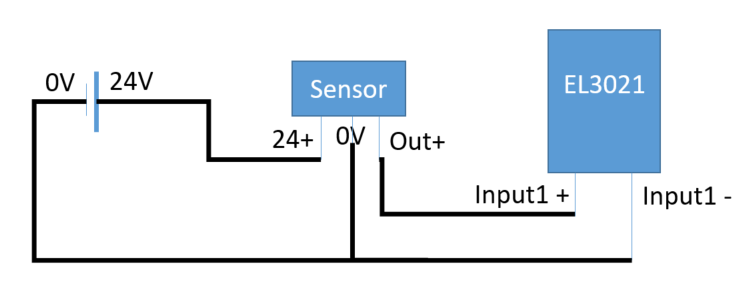 0V
24V
Sensor
EL3021
24+
0V
Out+
Input1 +
Input1 -